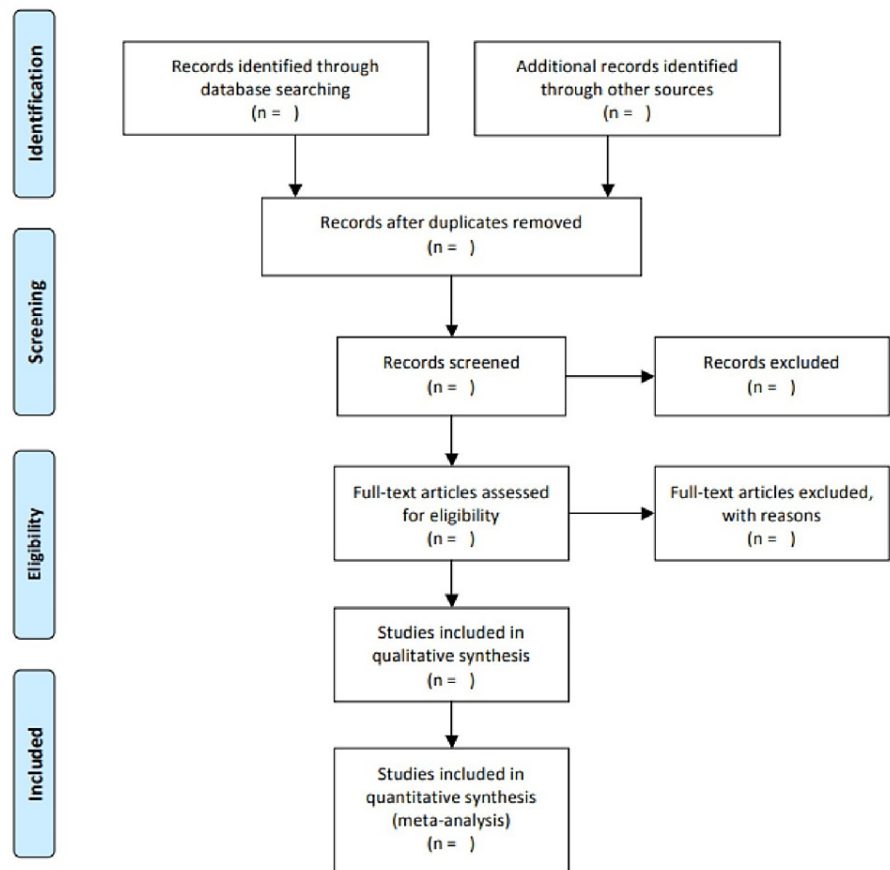 Identification
Records identified through
database searching
(n =   )
Additional records identified
through other sources
(n =   )
Records after duplicates removed
(n =   )
Screening
Records screened
(n =   )
Records excluded
(n =   )
Eligibility
Full-text articles assessed
for eligibility
(n =   )
Full-text articles excluded,
with reasons
(n =   )
Studies included in
qualitative synthesis
(n =   )
Included
Studies included in
quantitative synthesis
(meta-analysis)
(n =   )